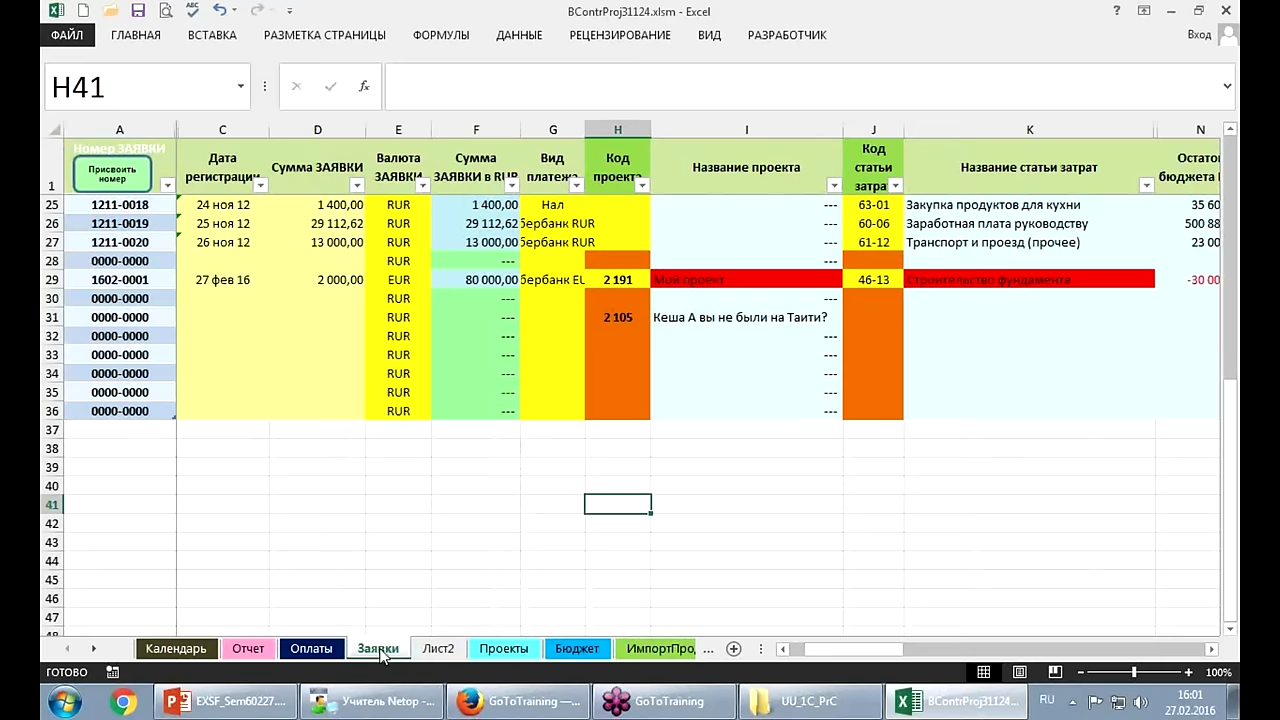 BContrProj31124.xlsm - Excel
ФАЙЛ ГЛАВНАЯ ВСТАВКА РАЗМЕТКА СТРАНИЦЫ ФОРМУЛЫ ДАННЫЕ РЕЦЕНЗИРОВАНИЕ ВИД РАЗРАБОТЧИК Вход
H41 fx
A C D E F G H I J K N
Номер ЗАЯВКИ
Присвоить номер
Дата регистрации
Сумма ЗАЯВКИ
Валюта ЗАЯВКИ
Сумма ЗАЯВКИ в RUR
Вид платежа
Код проекта
Название проекта
Код статьи затрат
Название статьи затрат
1
25 1211-0018 24 ноя 12 1 400,00 RUR 1 400,00 Нал --- 63-01 Закупка продуктов для кухни 35 60
26 1211-0019 25 ноя 12 29 112,62 RUR 29 112,62 бербанк RUR --- 60-06 Заработная плата руководству 500 88
27 1211-0020 26 ноя 12 13 000,00 RUR 13 000,00 бербанк RUR --- 61-12 Транспорт и проезд (прочее) 23 00
28 0000-0000 RUR --- ---
29 1602-0001 27 фев 16 2 000,00 EUR 80 000,00 бербанк EU 2 191 Мой проект 46-13 Строительство фундамента -30 00
30 0000-0000 RUR --- ---
31 0000-0000 RUR --- 2 105 Кеша А вы не были на Таити?
32 0000-0000 RUR --- ---
33 0000-0000 RUR --- ---
34 0000-0000 RUR --- ---
35 0000-0000 RUR --- ---
36 0000-0000 RUR --- ---
37
38
39
40
41
42
43
44
45
46
47
Календарь Отчет Оплаты Заявки Лист2 Проекты Бюджет ИмпортПро ...
ГОТОВО 100%
EXSF_Sem60227.... Учитель Netop -... GoToTraining —... GoToTraining UU_1C_PrC BContrProj31124... RU 16:01
27.02.2016